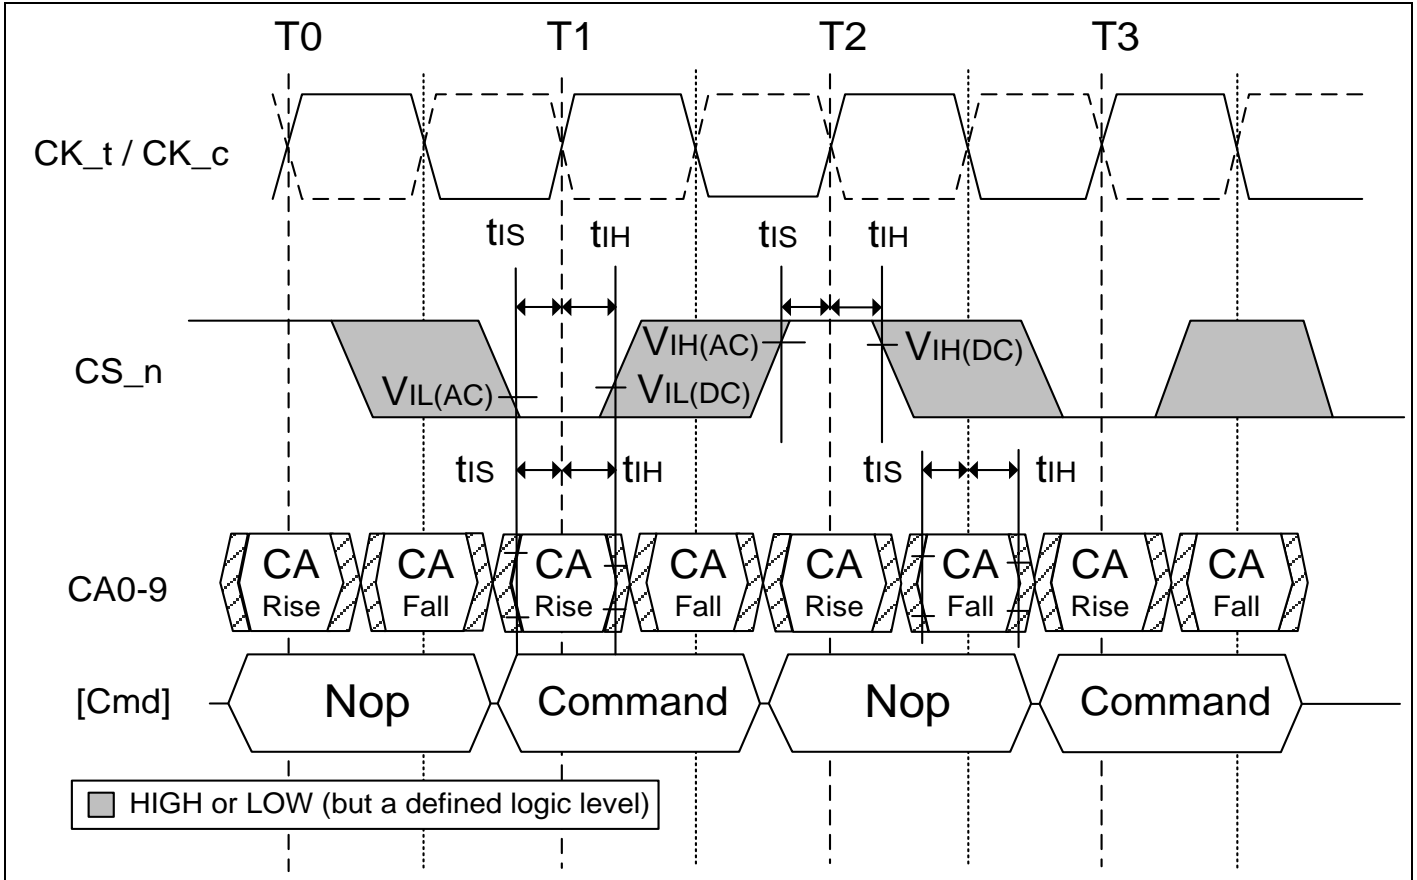 T0 T1 T2 T3
CK_t / CK_c
tIS tIH tIS tIH
CS_n
VIL(AC) VIH(AC) VIL(DC) VIH(DC)
tIS tIH tIS tIH
CA0-9
CA Rise CA Fall CA Rise CA Fall CA Rise CA Fall CA Rise CA Fall
[Cmd] Nop Command Nop Command
HIGH or LOW (but a defined logic level)